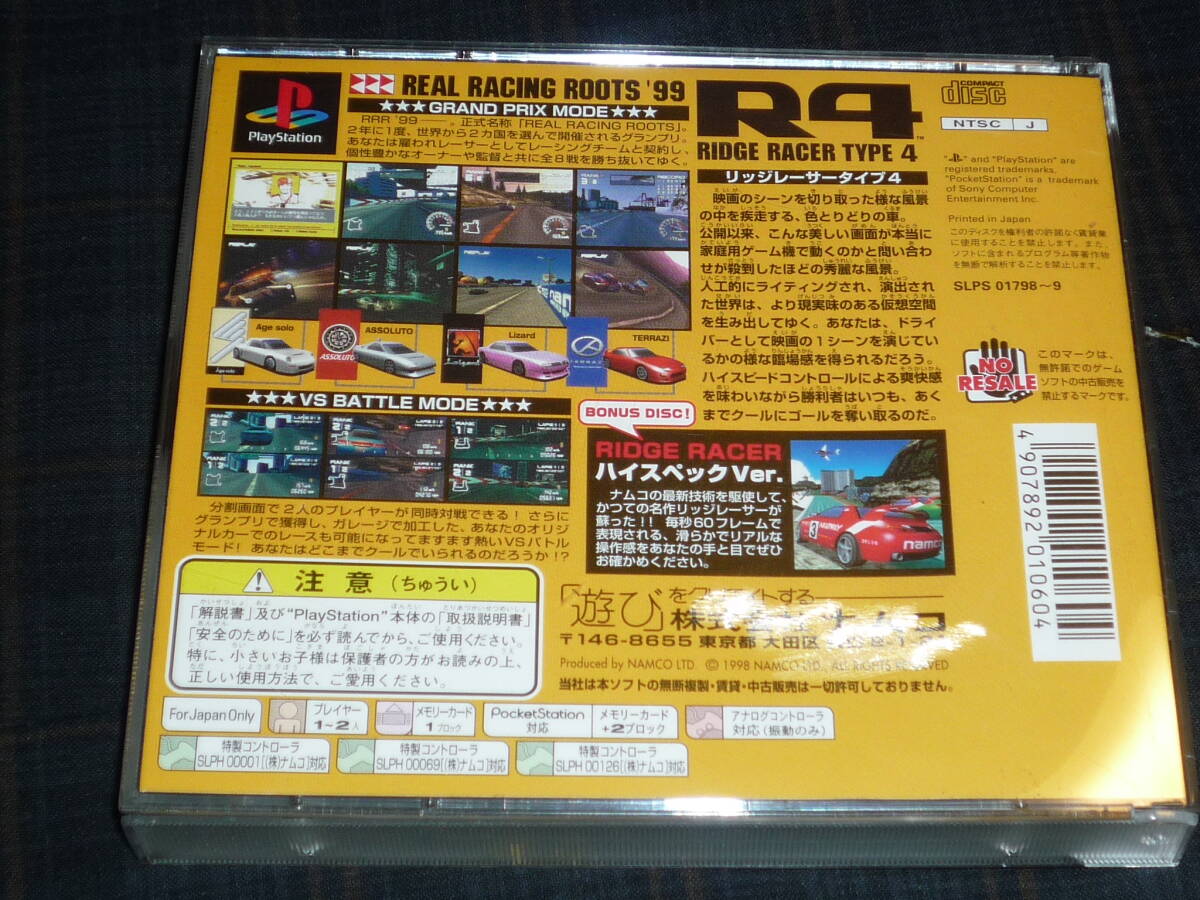 PlayStation
REAL RACING ROOTS '99
★★★GRAND PRIX MODE★★★
RRR '99 ――。正式名称「REAL RACING ROOTS」。
2年に1度、世界から2カ国を選んで開催されるグランプリ。
あなたは雇われレーサーとしてレーシングチームと契約し、
個性豊かなオーナーや監督と共に全8戦を勝ち抜いてゆく。
REPLAY
REPLAY
REPLAY
REPLAY
Age solo
Age solo
ASSOLUTO
ASSOLUTO
Lizard
TERRAZI
★★★VS BATTLE MODE★★★
分割画面で2人のプレイヤーが同時対戦できる! さらに
グランプリで獲得し、ガレージで加工した、あなたのオリジ
ナルカーでのレースも可能になってますます熱いVSバトル
モード! あなたはどこまでクールでいられるのだろうか!?
注意(ちゅうい)
「解説書」及び“PlayStation”本体の「取扱説明書」
「安全のために」を必ず読んでから、ご使用ください。
特に、小さいお子様は保護者の方がお読みの上、
正しい使用方法で、ご愛用ください。
R4
TM
RIDGE RACER TYPE 4
リッジレーサータイプ4
映画のシーンを切り取った様な風景
の中を疾走する、色とりどりの車。
公開以来、こんな美しい画面が本当に
家庭用ゲーム機で動くのかと問い合わ
せが殺到したほどの秀麗な風景。
人工的にライティングされ、演出され
た世界は、より現実味のある仮想空間
を生み出してゆく。あなたは、ドライ
バーとして映画の1シーンを演じてい
るかの様な臨場感を得られるだろう。
ハイスピードコントロールによる爽快感
を味わいながら勝利者はいつも、あく
までクールにゴールを奪い取るのだ。
BONUS DISC!
RIDGE RACER
ハイスペックVer.
ナムコの最新技術を駆使して、
かつての名作リッジレーサーが
蘇った!! 毎秒60フレームで
表現される、滑らかでリアルな
操作感をあなたの手と目でぜひ
お確かめください。
namco
「遊び」をクリエイトする
株式会社ナムコ
〒146-8655 東京都大田区
Produced by NAMCO LTD. © 1998 NAMCO LTD., ALL RIGHTS RESERVED
当社は本ソフトの無断複製・賃貸・中古販売は一切許可しておりません。
COMPACT
disc
NTSC J
" " and "PlayStation" are
registered trademarks.
"PocketStation" is a trademark
of Sony Computer
Entertainment Inc.
Printed in Japan
このディスクを権利者の許諾なく賃貸業
に使用することを禁止します。また、
ソフトに含まれるプログラム等著作物
を無断で解析することを禁止します。
SLPS 01798~9
NO RESALE
このマークは、
無許諾でのゲーム
ソフトの中古販売を
禁止するマークです。
4907892010604
For Japan Only
プレイヤー
1~2人
メモリーカード
1ブロック
PocketStation
対応
メモリーカード
+2ブロック
アナログコントローラ
対応(振動のみ)
特製コントローラ
SLPH 00001[(株)ナムコ]対応
特製コントローラ
SLPH 00069[(株)ナムコ]対応
特製コントローラ
SLPH 00126[(株)ナムコ]対応